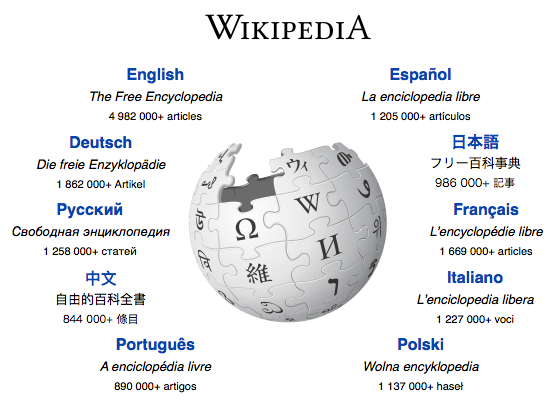 WIKIPEDIA
English
The Free Encyclopedia
4 982 000+ articles
Español
La enciclopedia libre
1 205 000+ artículos
Deutsch
Die freie Enzyklopädie
1 862 000+ Artikel
日本語
フリー百科事典
986 000+ 記事
Русский
Свободная энциклопедия
1 258 000+ статей
Français
L'encyclopédie libre
1 669 000+ articles
中文
自由的百科全書
844 000+ 條目
Italiano
L'enciclopedia libera
1 227 000+ voci
Português
A enciclopédia livre
890 000+ artigos
Polski
Wolna encyklopedia
1 137 000+ haseł
ウィ
W
Ω
И
維